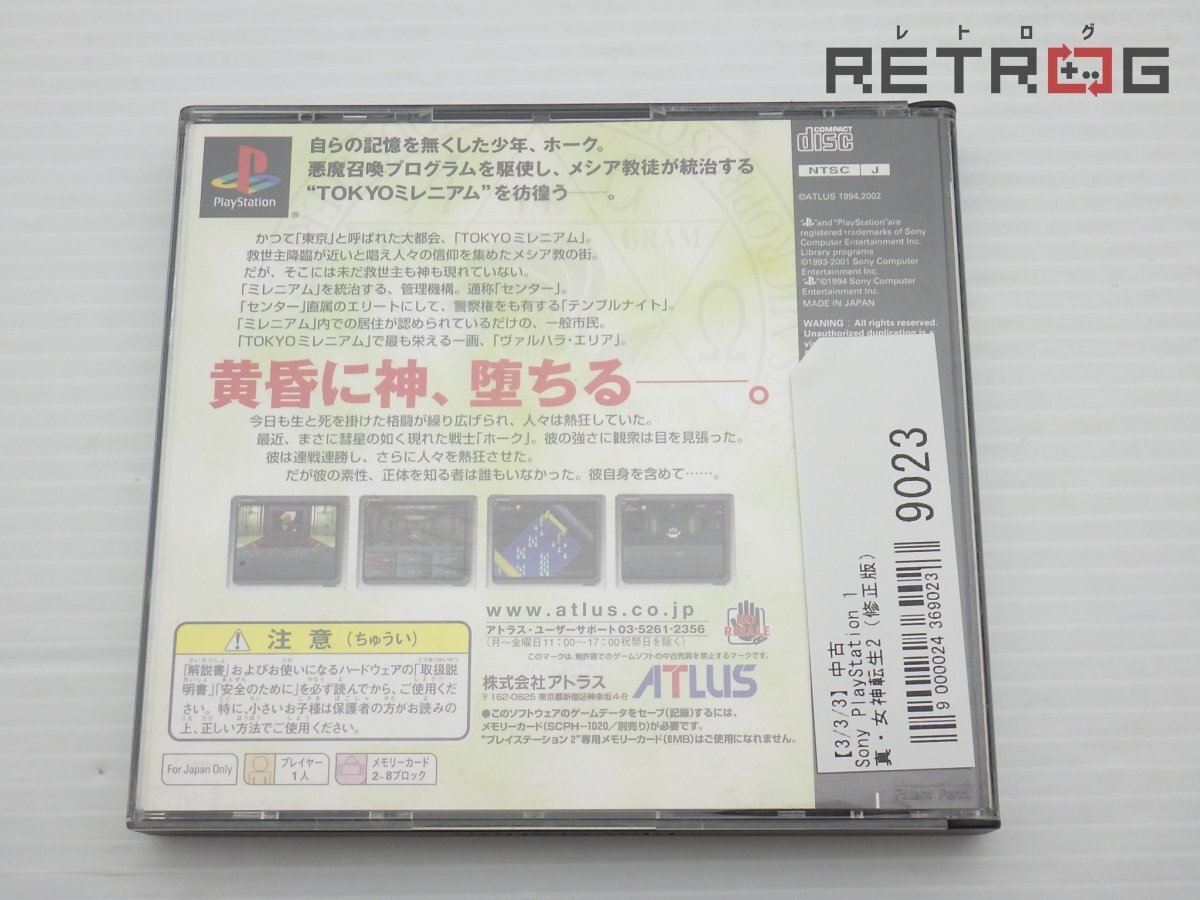 レトログ
RETROG
PlayStation
®
自らの記憶を無くした少年、ホーク。
悪魔召喚プログラムを駆使し、メシア教徒が統治する
“TOKYOミレニアム”を彷徨う――。
かつて「東京」と呼ばれた大都会、「TOKYOミレニアム」。
救世主降臨が近いと唱え人々の信仰を集めたメシア教の街。
だが、そこには未だ救世主も神も現れていない。
「ミレニアム」を統治する、管理機構。通称「センター」。
「センター」直属のエリートにして、警察権をも有する「テンプルナイト」。
「ミレニアム」内での居住が認められているだけの、一般市民。
「TOKYOミレニアム」で最も栄える一画、「ヴァルハラ・エリア」。
黄昏に神、堕ちる――。
今日も生と死を掛けた格闘が繰り広げられ、人々は熱狂していた。
最近、まさに彗星の如く現れた戦士「ホーク」。彼の強さに観衆は目を見張った。
彼は連戦連勝し、さらに人々を熱狂させた。
だが彼の素性、正体を知る者は誰もいなかった。彼自身を含めて……。
www.atlus.co.jp
アトラス・ユーザーサポート 03-5261-2356
(月〜金曜日11:00〜17:00祝祭日を除く)
NO RESALE
このマークは、無許諾でのゲームソフトの中古売買を禁止するマークです。
株式会社アトラス
〒162-0825 東京都新宿区神楽坂4-8
ATLUS
●このソフトウェアのゲームデータをセーブ(記録)するには、
メモリーカード(SCPH-1020/別売り)が必要です。
“プレイステーション 2”専用メモリーカード(8MB)はご使用になれません。
注意(ちゅうい)
「解説書」およびお使いになるハードウェアの「取扱説
明書」「安全のために」を必ず読んでから、ご使用くだ
さい。特に、小さいお子様は保護者の方がお読みの
上、正しい方法でご使用ください。
For Japan Only
プレイヤー
1人
メモリーカード
2〜8ブロック
COMPACT
disc
NTSC J
©ATLUS 1994,2002
"PS"and "PlayStation"are
registered trademarks of Sony
Computer Entertainment Inc.
Library programs
©1993-2001 Sony Computer
Entertainment Inc.
"PS"©1994 Sony Computer
Entertainment Inc.
MADE IN JAPAN
WANING : All rights reserved.
Unauthorized duplication is a
【3/3/3】中古
Sony PlayStation 1
真・女神転生2 (修正版)
9023
9 000024 369023
Patent Pend